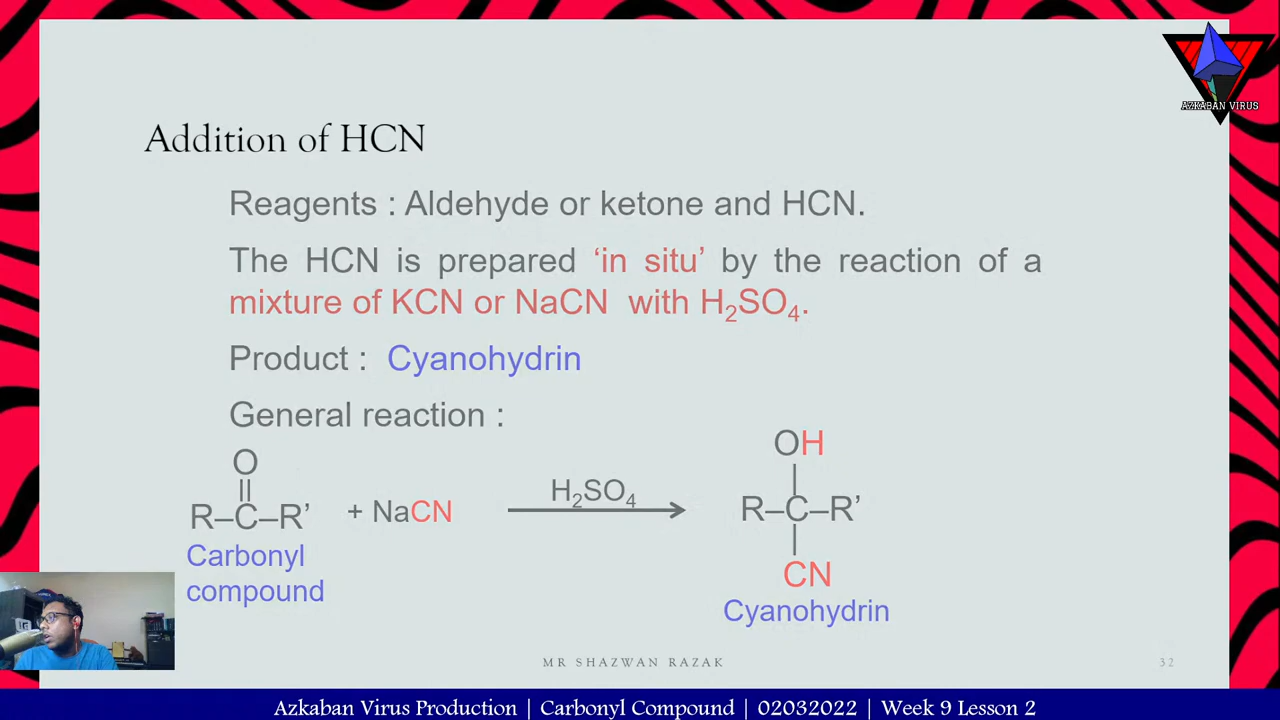 AZKABAN VIRUS
Addition of HCN
Reagents : Aldehyde or ketone and HCN.
The HCN is prepared ‘in situ’ by the reaction of a
mixture of KCN or NaCN with H₂SO₄.
Product : Cyanohydrin
General reaction :
O
||
R–C–R’
+ NaCN
Carbonyl
compound
H₂SO₄
OH
|
R–C–R’
|
CN
Cyanohydrin
MR SHAZWAN RAZAK
32
Azkaban Virus Production | Carbonyl Compound | 02032022 | Week 9 Lesson 2